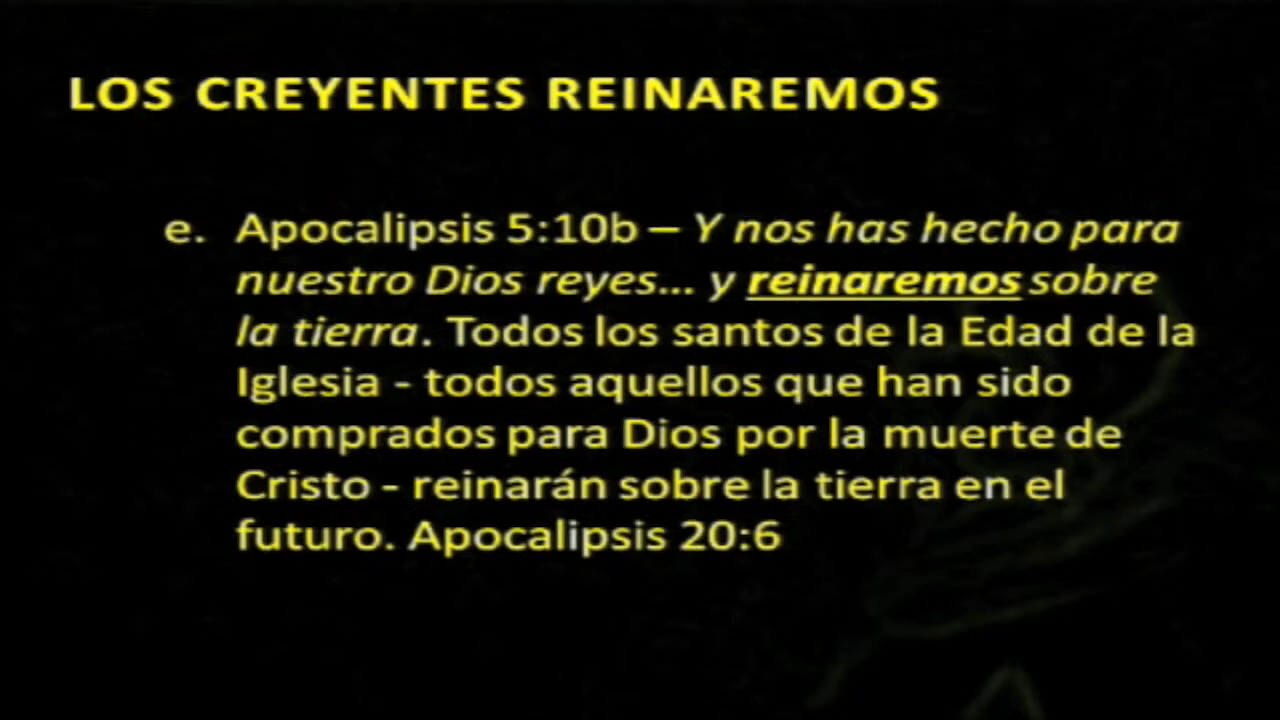 LOS CREYENTES REINAREMOS
e. Apocalipsis 5:10b – Y nos has hecho para
nuestro Dios reyes... y reinaremos sobre
la tierra. Todos los santos de la Edad de la
Iglesia - todos aquellos que han sido
comprados para Dios por la muerte de
Cristo - reinarán sobre la tierra en el
futuro. Apocalipsis 20:6